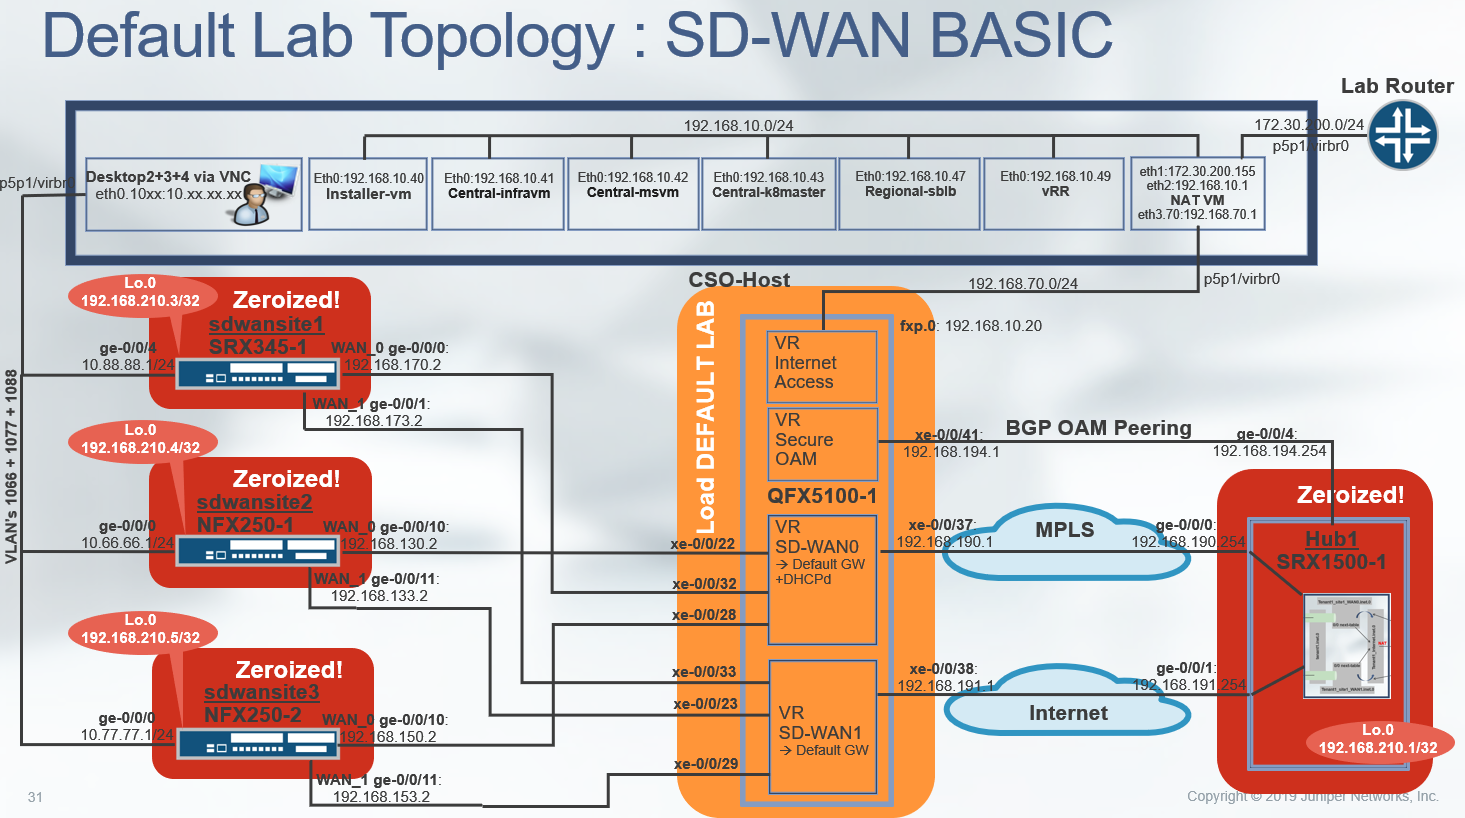 Default Lab Topology : SD-WAN BASIC
Lab Router
192.168.10.0/24
172.30.200.0/24
p5p1/virbr0
p5p1/virbr
Desktop2+3+4 via VNC
eth0.10xx:10.xx.xx.xx
Eth0:192.168.10.40
Installer-vm
Eth0:192.168.10.41
Central-infravm
Eth0:192.168.10.42
Central-msvm
Eth0:192.168.10.43
Central-k8master
Eth0:192.168.10.47
Regional-sblb
Eth0:192.168.10.49
vRR
eth1:172.30.200.155
eth2:192.168.10.1
NAT VM
eth3.70:192.168.70.1
CSO-Host
192.168.70.0/24
p5p1/virbr0
VLAN's 1066 + 1077 + 1088
Lo.0
192.168.210.3/32
Zeroized!
sdwansite1
SRX345-1
ge-0/0/4
10.88.88.1/24
WAN_0 ge-0/0/0:
192.168.170.2
WAN_1 ge-0/0/1:
192.168.173.2
Lo.0
192.168.210.4/32
Zeroized!
sdwansite2
NFX250-1
ge-0/0/0
10.66.66.1/24
WAN_0 ge-0/0/10:
192.168.130.2
WAN_1 ge-0/0/11:
192.168.133.2
Lo.0
192.168.210.5/32
Zeroized!
sdwansite3
NFX250-2
ge-0/0/0
10.77.77.1/24
WAN_0 ge-0/0/10:
192.168.150.2
WAN_1 ge-0/0/11:
192.168.153.2
Load DEFAULT LAB
fxp.0: 192.168.10.20
VR
Internet
Access
VR
Secure
OAM
QFX5100-1
VR
SD-WAN0
→ Default GW
+DHCPd
VR
SD-WAN1
→ Default GW
xe-0/0/22
xe-0/0/32
xe-0/0/28
xe-0/0/33
xe-0/0/23
xe-0/0/29
xe-0/0/41:
192.168.194.1
BGP OAM Peering
ge-0/0/4:
192.168.194.254
xe-0/0/37:
192.168.190.1
MPLS
ge-0/0/0:
192.168.190.254
xe-0/0/38:
192.168.191.1
Internet
ge-0/0/1:
192.168.191.254
Zeroized!
Hub1
SRX1500-1
NAT
Lo.0
192.168.210.1/32
31
Copyright © 2019 Juniper Networks, Inc.